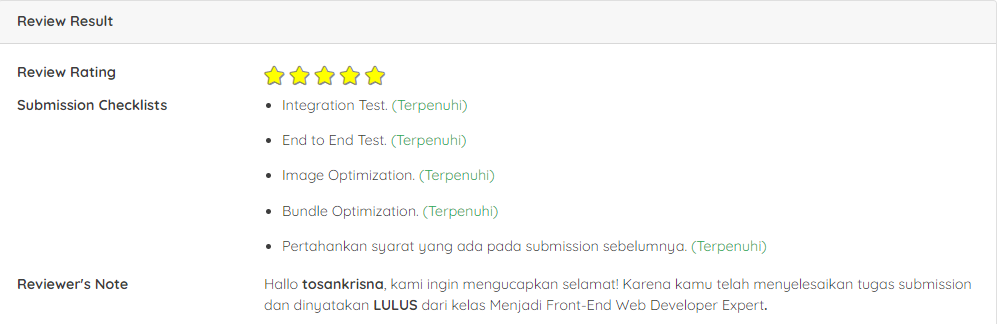 Review Result
Review Rating
Submission Checklists
Integration Test. (Terpenuhi)
End to End Test. (Terpenuhi)
Image Optimization. (Terpenuhi)
Bundle Optimization. (Terpenuhi)
Pertahankan syarat yang ada pada submission sebelumnya. (Terpenuhi)
Reviewer's Note
Hallo tosankrisna, kami ingin mengucapkan selamat! Karena kamu telah menyelesaikan tugas submission
dan dinyatakan LULUS dari kelas Menjadi Front-End Web Developer Expert.